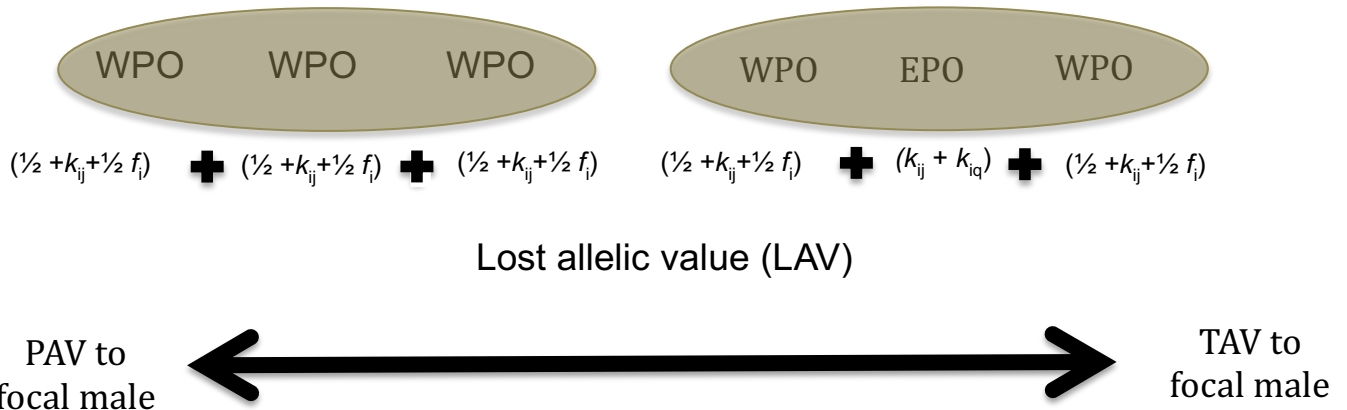 WPO WPO WPO WPO EPO WPO
(½ +kij+½ fi) + (½ +kij+½ fi) + (½ +kij+½ fi) (½ +kij+½ fi) + (kij + kiq) + (½ +kij+½ fi)
Lost allelic value (LAV)
PAV to
focal male
TAV to
focal male